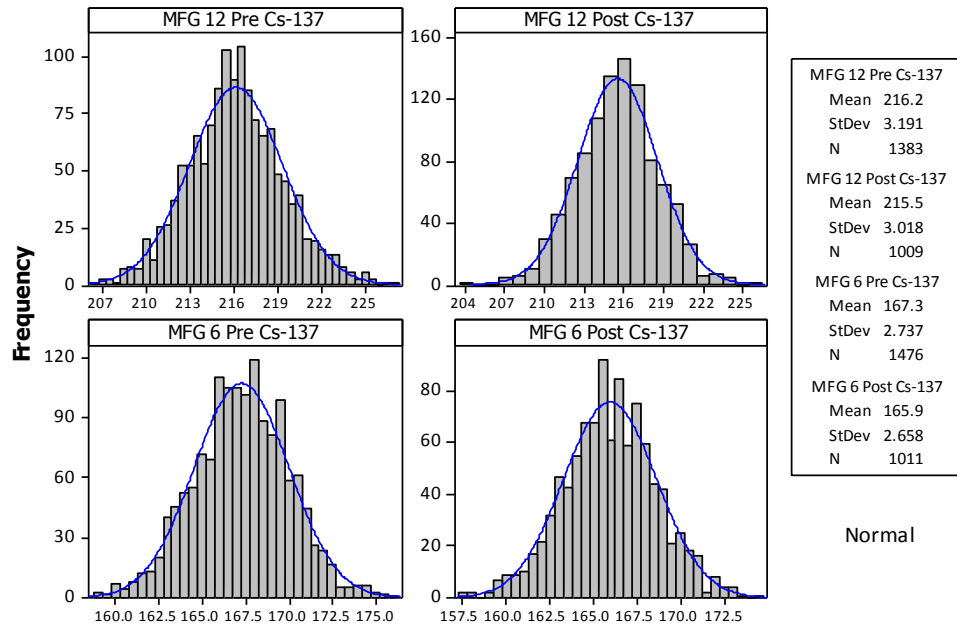 MFG 12 Pre Cs-137
MFG 12 Post Cs-137
100
75
50
25
0
207 210 213 216 219 222 225
160
120
80
40
0
204 207 210 213 216 219 222 225
Frequency
MFG 6 Pre Cs-137
MFG 6 Post Cs-137
120
90
60
30
0
160.0 162.5 165.0 167.5 170.0 172.5 175.0
80
60
40
20
0
157.5 160.0 162.5 165.0 167.5 170.0 172.5
MFG 12 Pre Cs-137
Mean 216.2
StDev 3.191
N 1383
MFG 12 Post Cs-137
Mean 215.5
StDev 3.018
N 1009
MFG 6 Pre Cs-137
Mean 167.3
StDev 2.737
N 1476
MFG 6 Post Cs-137
Mean 165.9
StDev 2.658
N 1011
Normal